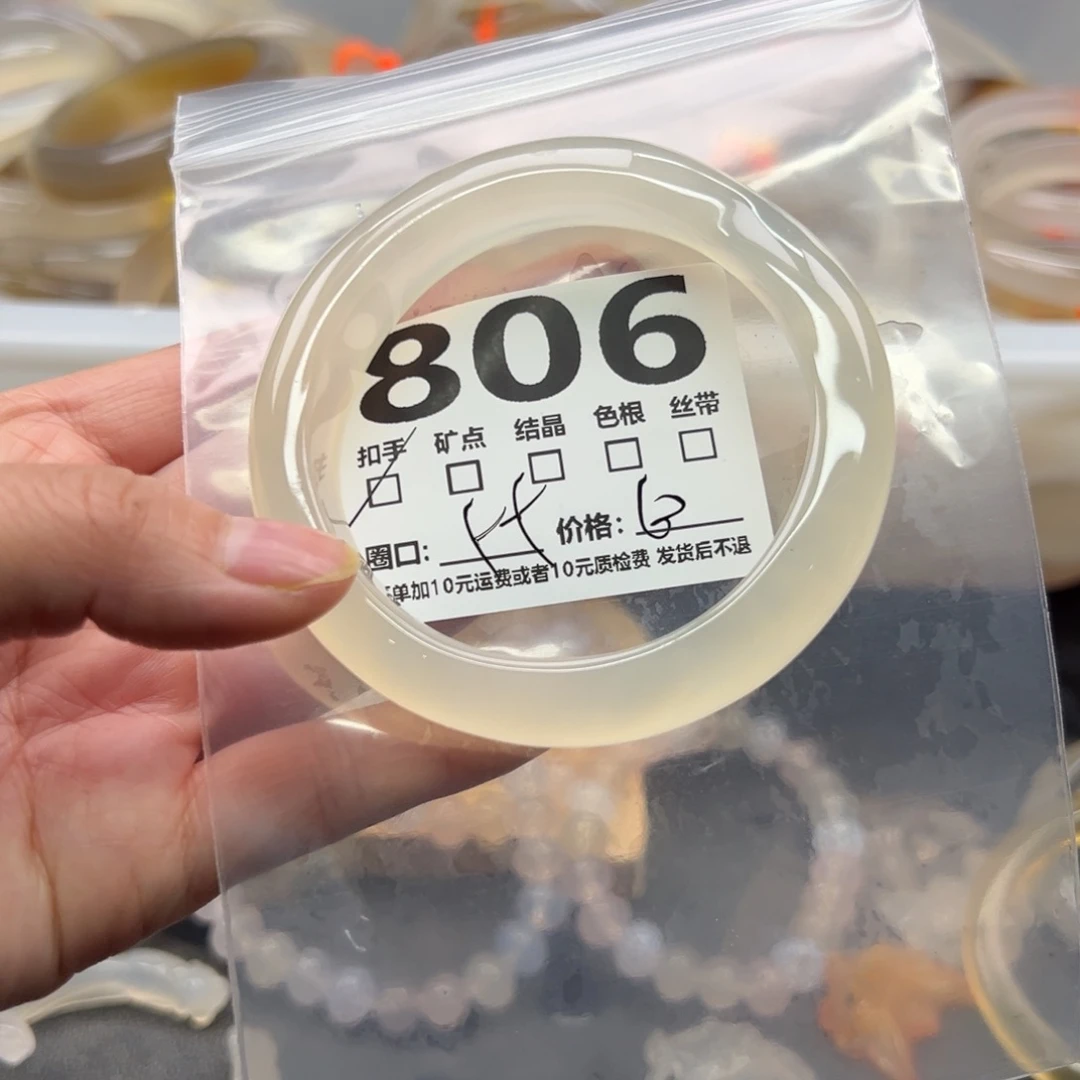 806
扣手 矿点 结晶 色根 丝带
□ □ □ □ □
圈口: 价格:
单加10元运费或者10元质检费 发货后不退